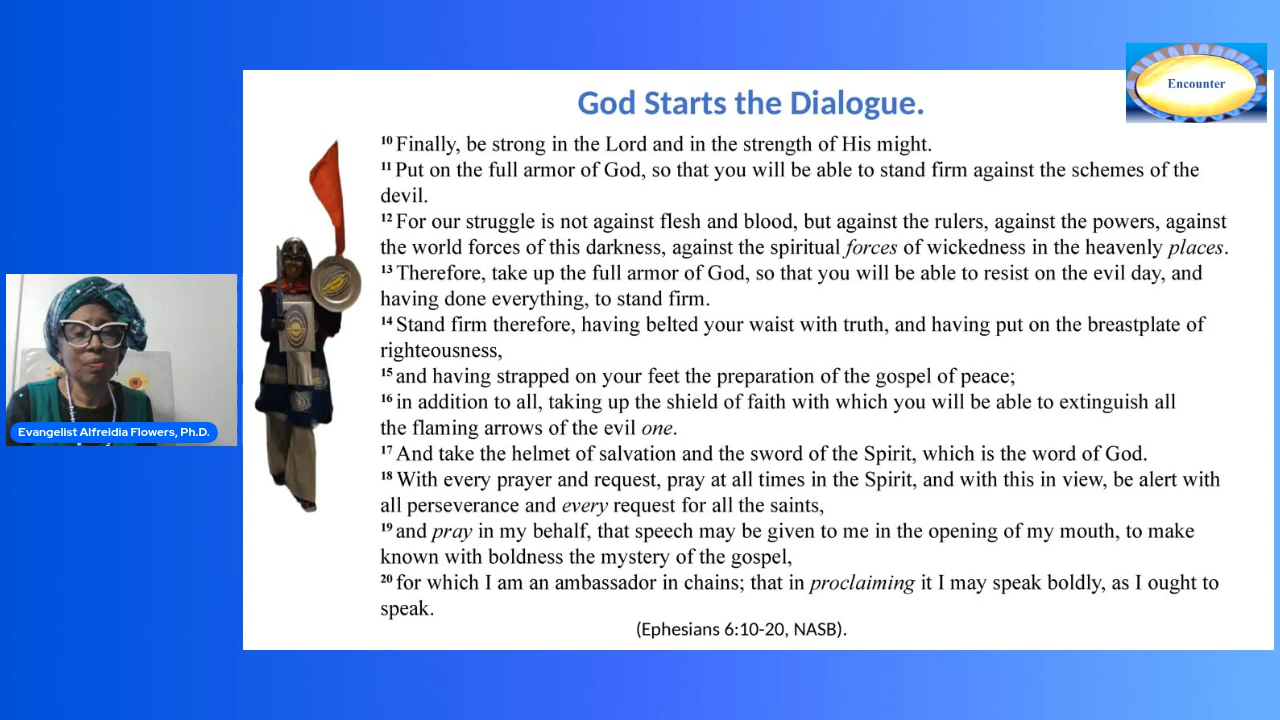 Encounter
God Starts the Dialogue.
10 Finally, be strong in the Lord and in the strength of His might.
11 Put on the full armor of God, so that you will be able to stand firm against the schemes of the
devil.
12 For our struggle is not against flesh and blood, but against the rulers, against the powers, against
the world forces of this darkness, against the spiritual forces of wickedness in the heavenly places.
13 Therefore, take up the full armor of God, so that you will be able to resist on the evil day, and
having done everything, to stand firm.
14 Stand firm therefore, having belted your waist with truth, and having put on the breastplate of
righteousness,
15 and having strapped on your feet the preparation of the gospel of peace;
16 in addition to all, taking up the shield of faith with which you will be able to extinguish all
the flaming arrows of the evil one.
17 And take the helmet of salvation and the sword of the Spirit, which is the word of God.
18 With every prayer and request, pray at all times in the Spirit, and with this in view, be alert with
all perseverance and every request for all the saints,
19 and pray in my behalf, that speech may be given to me in the opening of my mouth, to make
known with boldness the mystery of the gospel,
20 for which I am an ambassador in chains; that in proclaiming it I may speak boldly, as I ought to
speak.
(Ephesians 6:10-20, NASB).
Evangelist Alfreidia Flowers, Ph.D.